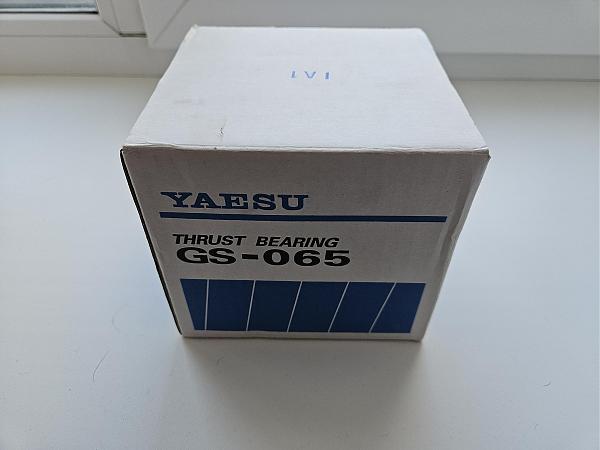 YAESU
THRUST BEARING
GS-065